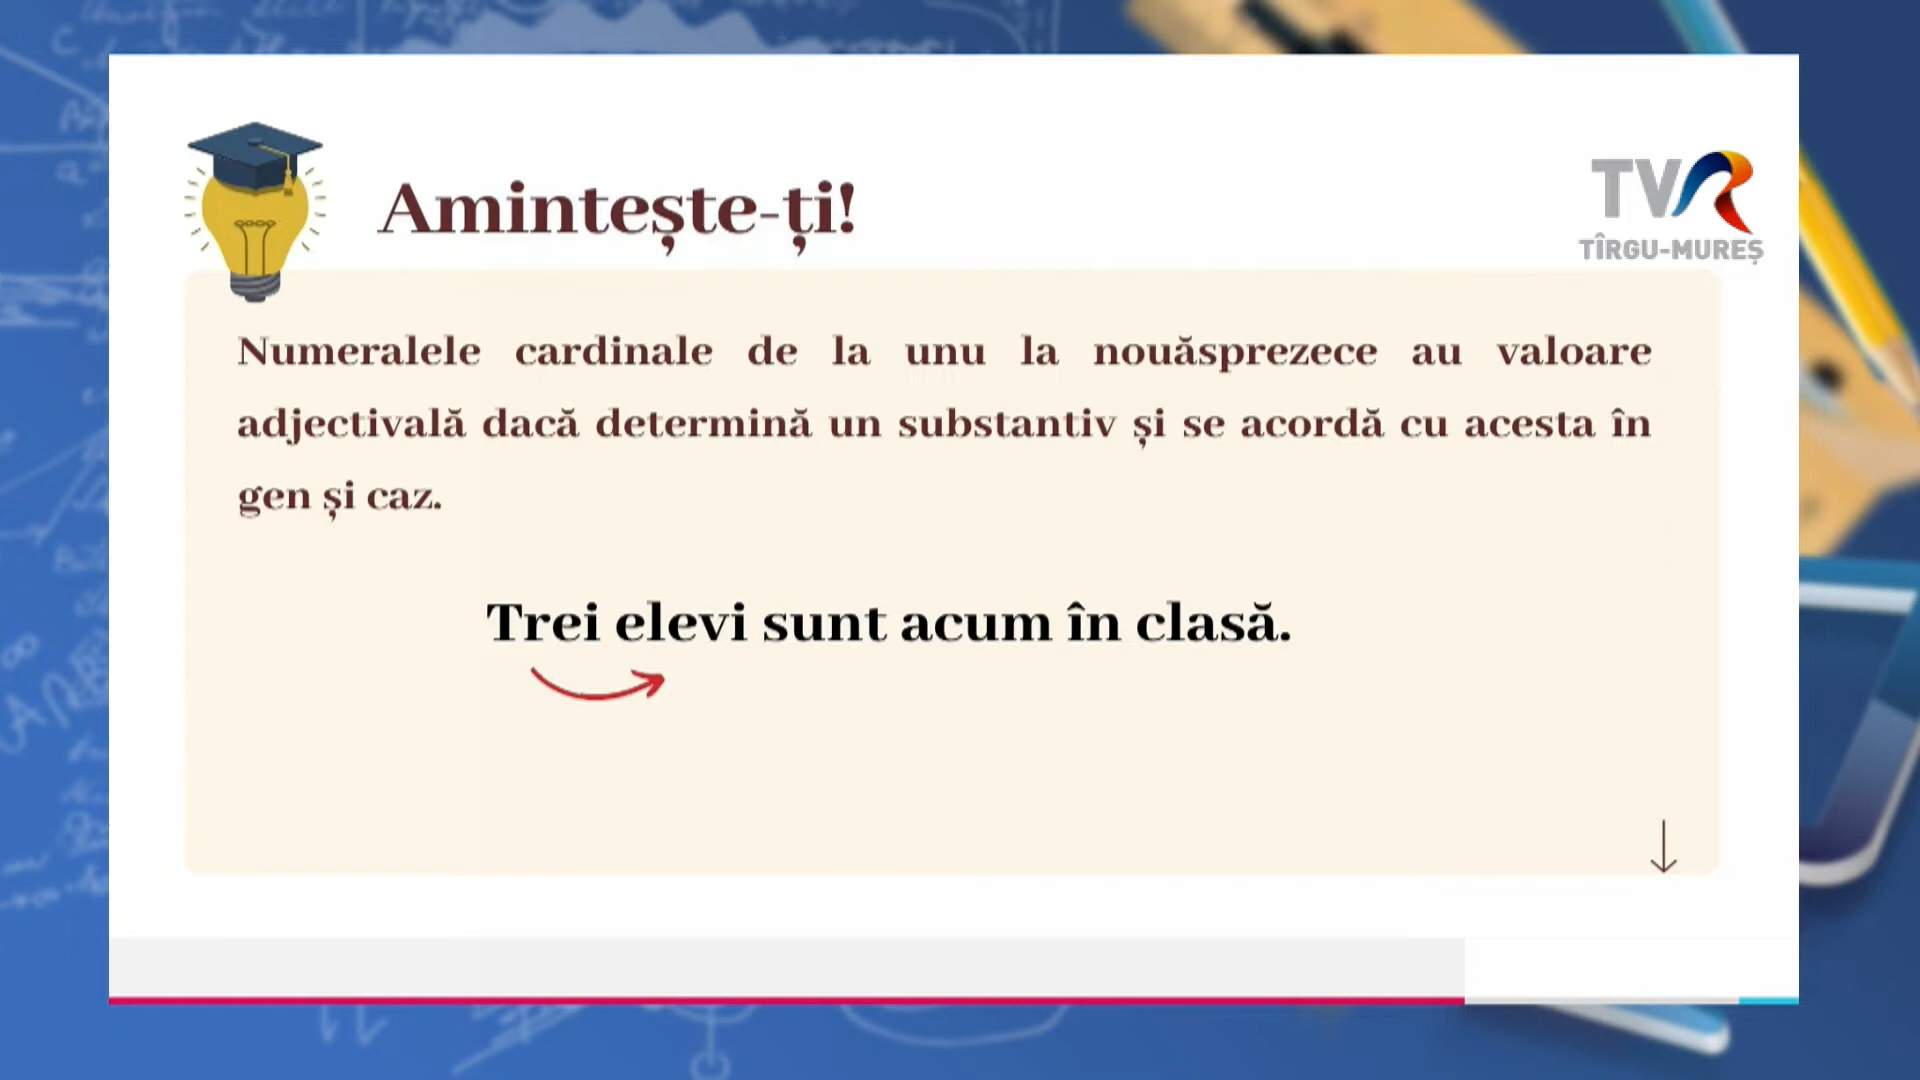 Amintește-ți!
TVR
TÎRGU-MUREȘ
Numeralele cardinale de la unu la nouăsprezece au valoare
adjectivală dacă determină un substantiv și se acordă cu acesta în
gen și caz.
Trei elevi sunt acum în clasă.